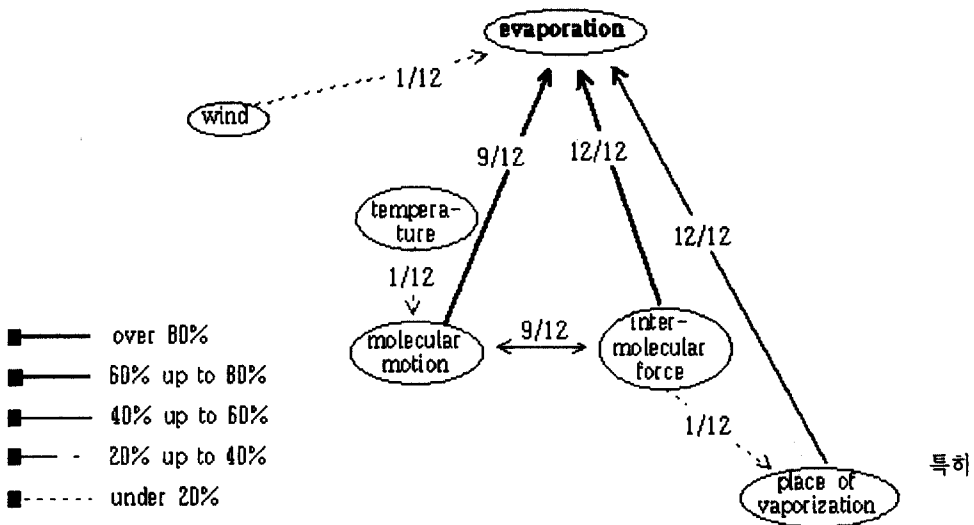 evaporation
1/12
wind
9/12
12/12
tempera-
ture
12/12
1/12
molecular
motion
9/12
inter-
molecular
force
1/12
place of
vaporization
over 80%
60% up to 80%
40% up to 60%
20% up to 40%
under 20%
특히